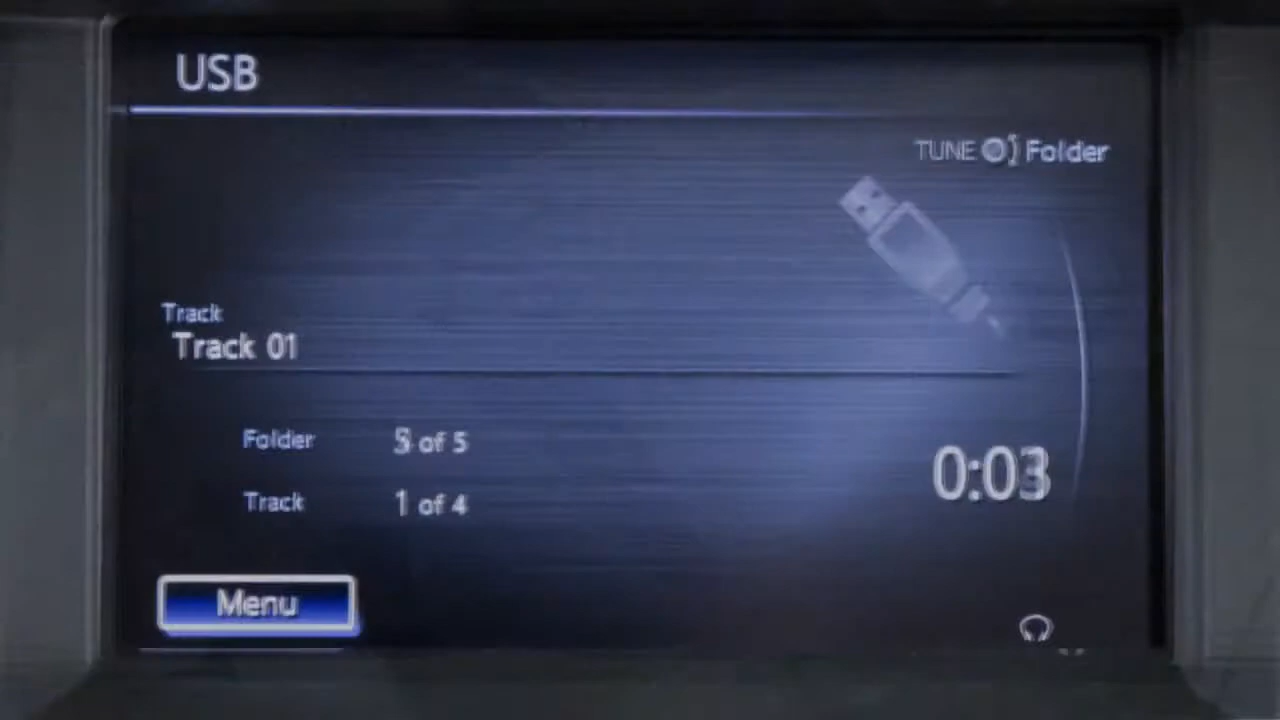 USB
TUNE Folder
Track
Track 01
Folder 5 of 5
Track 1 of 4
0:03
Menu